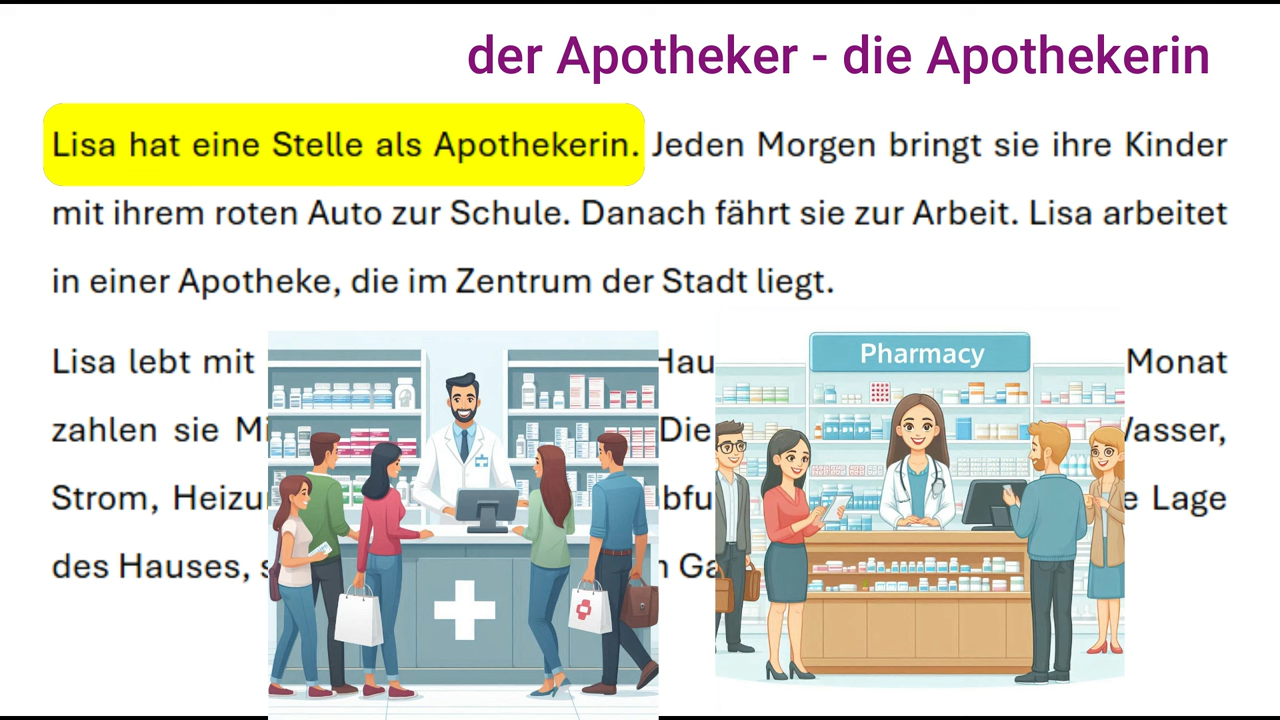 der Apotheker - die Apothekerin
Lisa hat eine Stelle als Apothekerin. Jeden Morgen bringt sie ihre Kinder
mit ihrem roten Auto zur Schule. Danach fährt sie zur Arbeit. Lisa arbeitet
in einer Apotheke, die im Zentrum der Stadt liegt.
Lisa lebt mit Monat
zahlen sie
Strom, Lage
des Hauses,
Pharmacy